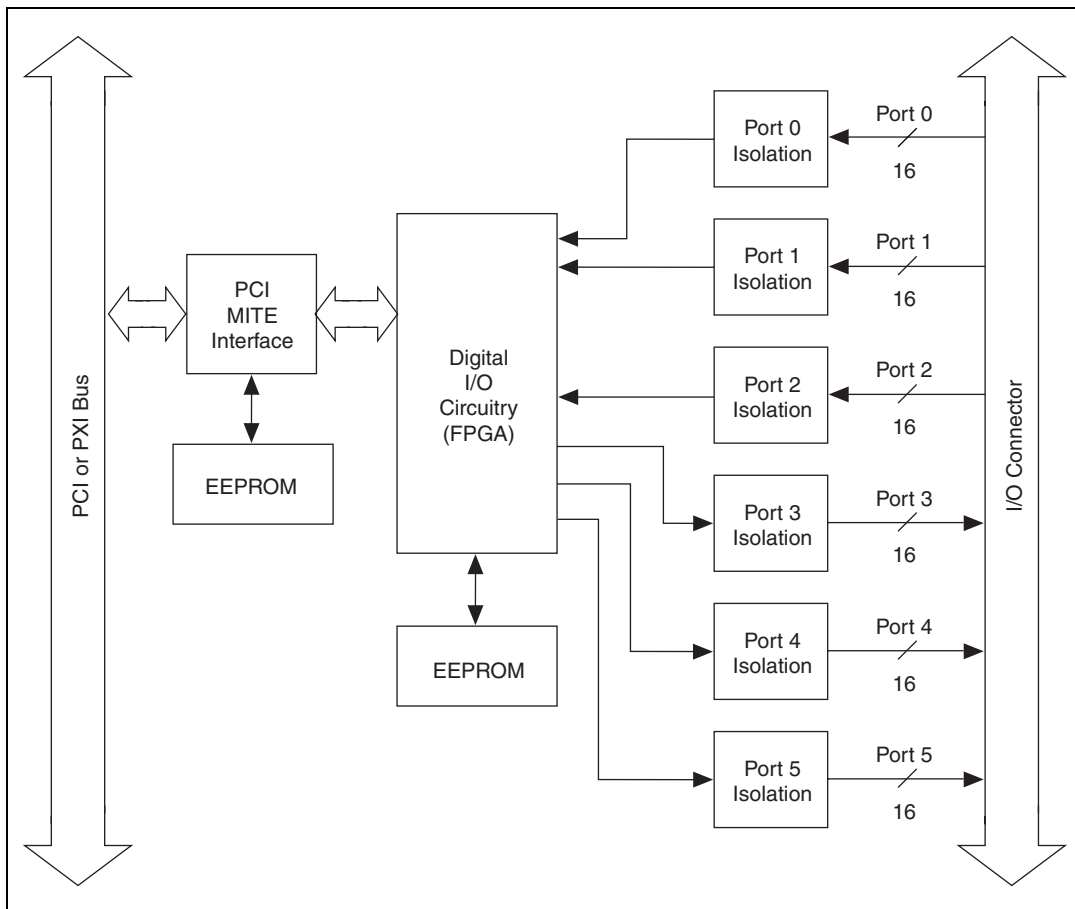 PCI or PXI Bus
PCI
MITE
Interface
EEPROM
Digital
I/O
Circuitry
(FPGA)
EEPROM
Port 0
Isolation
Port 0
16
Port 1
Isolation
Port 1
16
Port 2
Isolation
Port 2
16
Port 3
Isolation
Port 3
16
Port 4
Isolation
Port 4
16
Port 5
Isolation
Port 5
16
I/O Connector